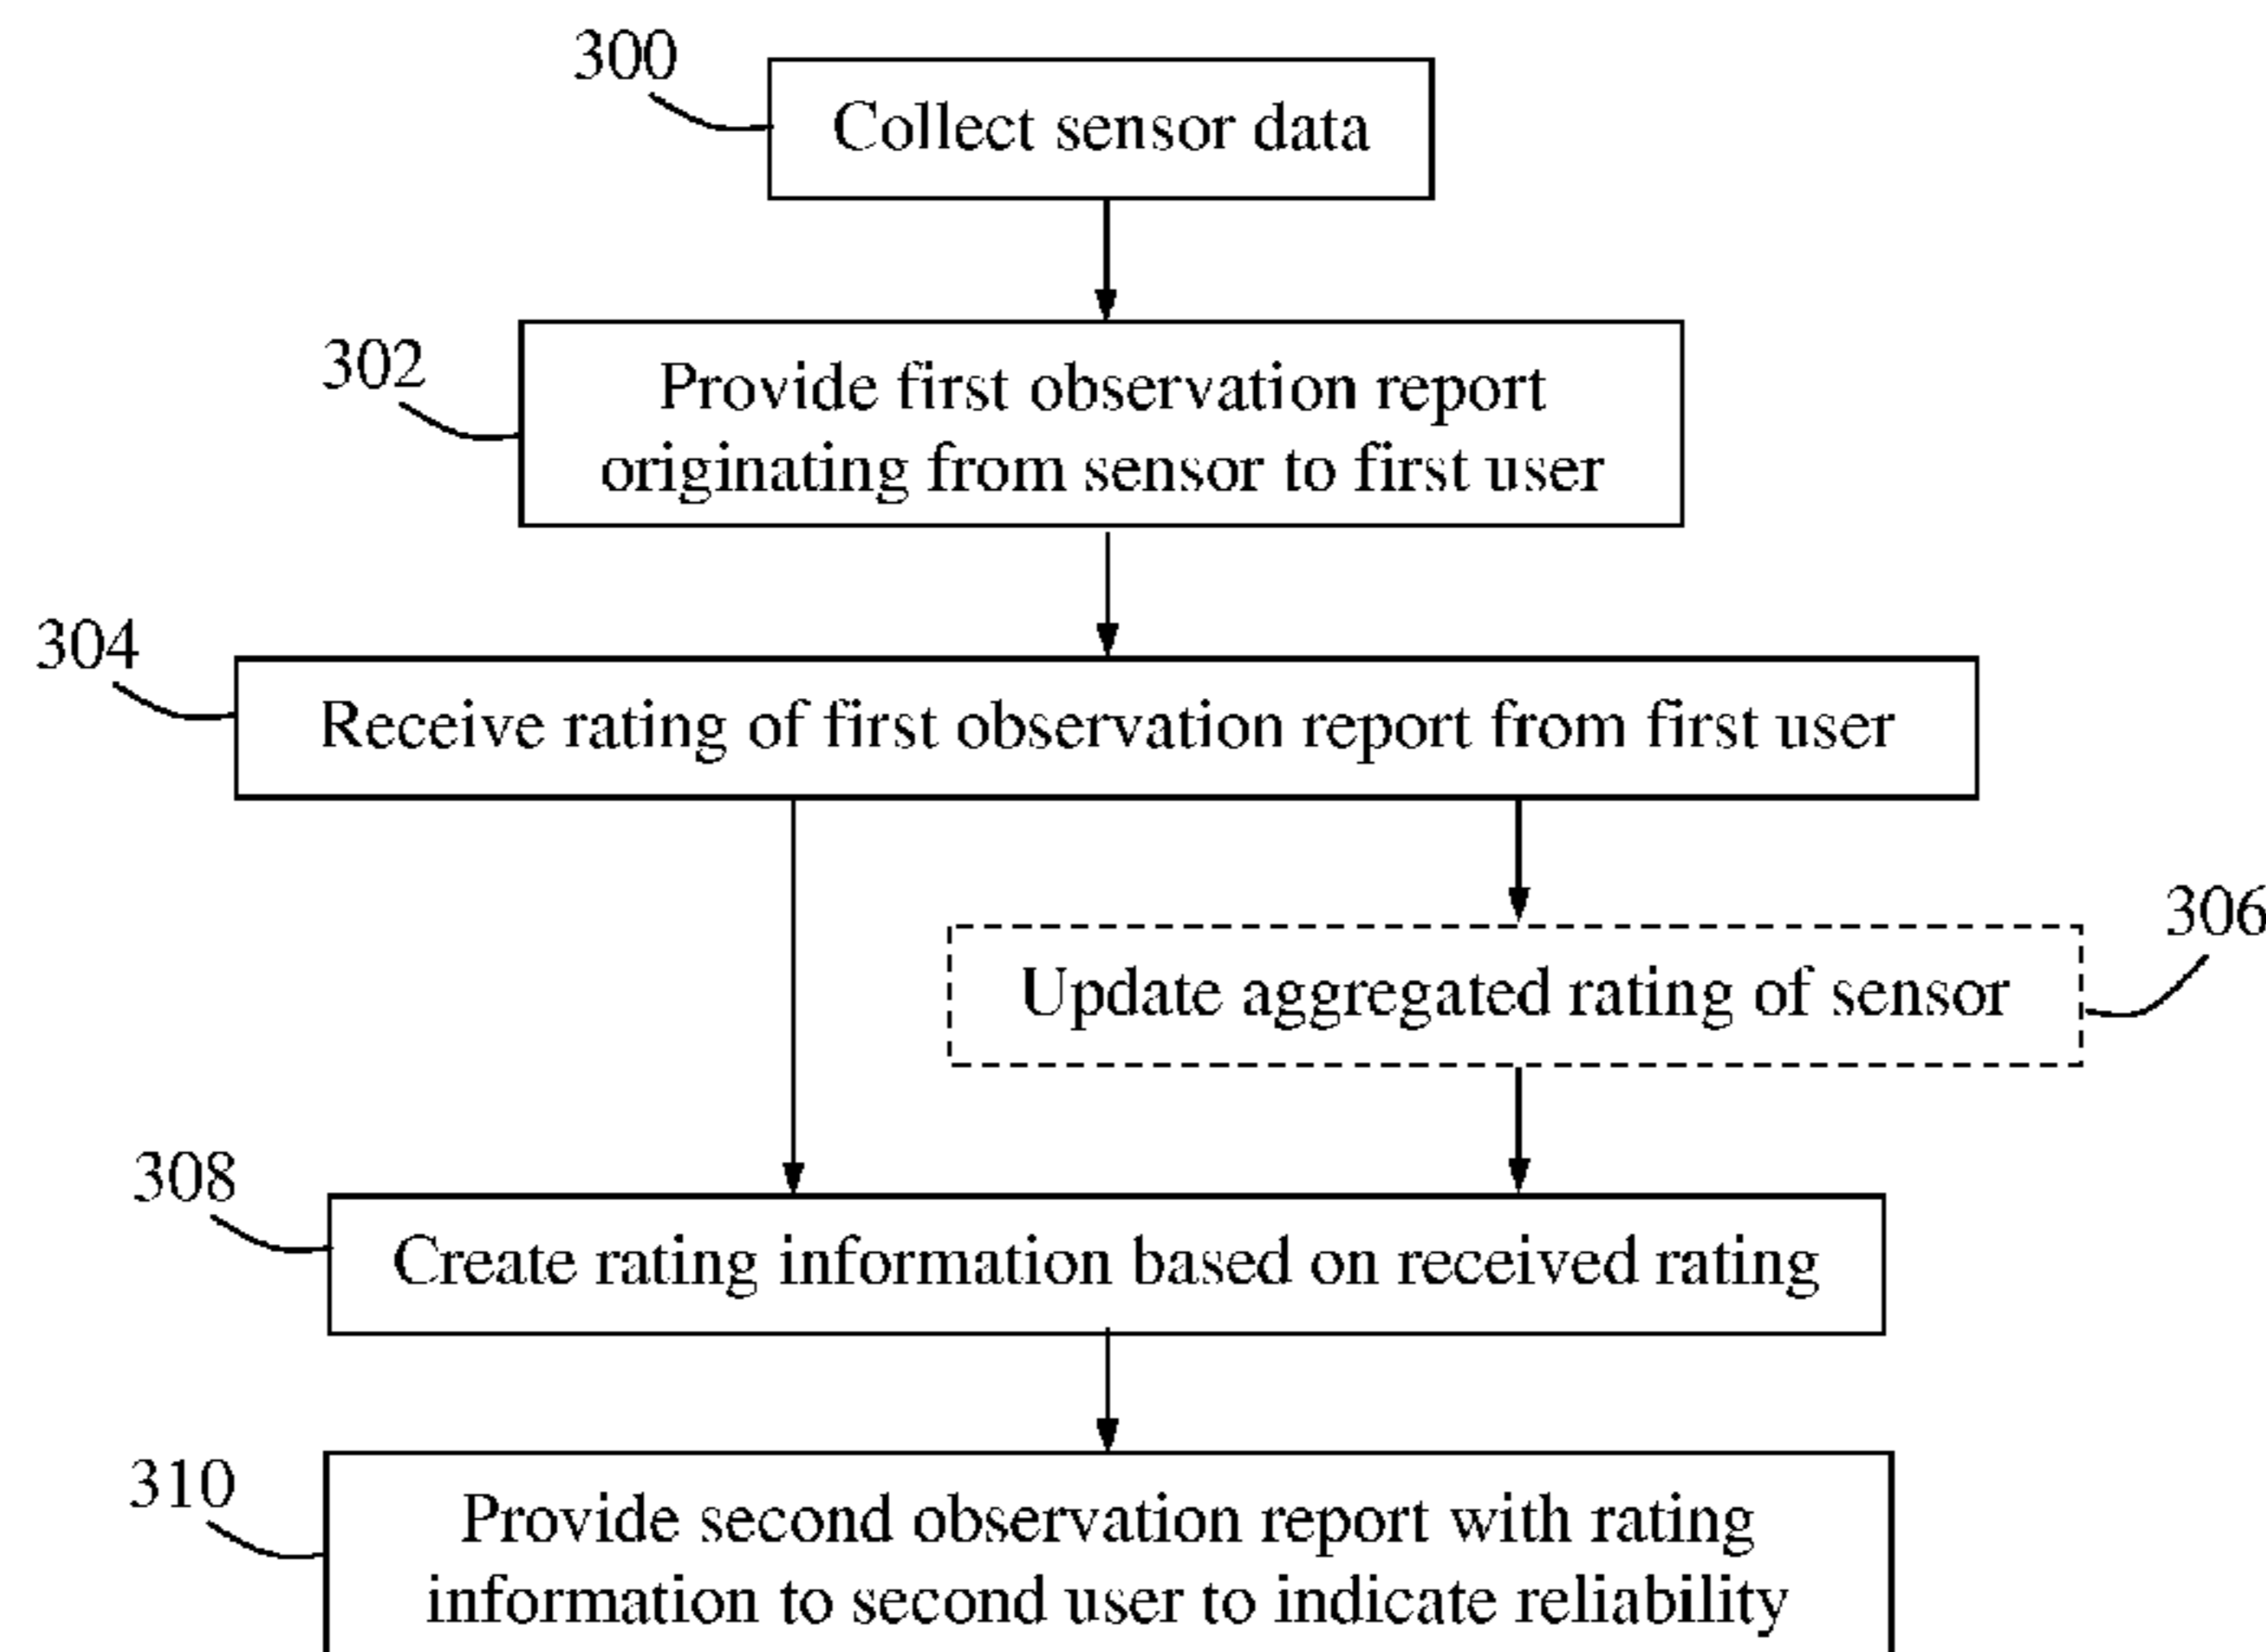 300
Collect sensor data
302
Provide first observation report
originating from sensor to first user
304
Receive rating of first observation report from first user
306
Update aggregated rating of sensor
308
Create rating information based on received rating
310
Provide second observation report with rating
information to second user to indicate reliability